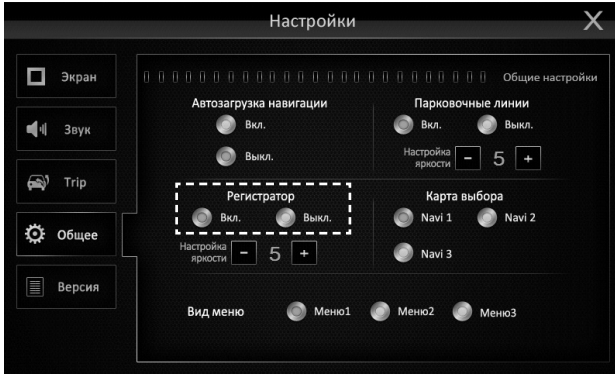 Настройки
X
Экран
Звук
Trip
Общее
Версия
Общие настройки
Автозагрузка навигации
Вкл.
Выкл.
Парковочные линии
Вкл. Выкл.
Настройка
яркости - 5 +
Регистратор
Вкл. Выкл.
Настройка
яркости - 5 +
Карта выбора
Navi 1 Navi 2
Navi 3
Вид меню Меню1 Меню2 Меню3